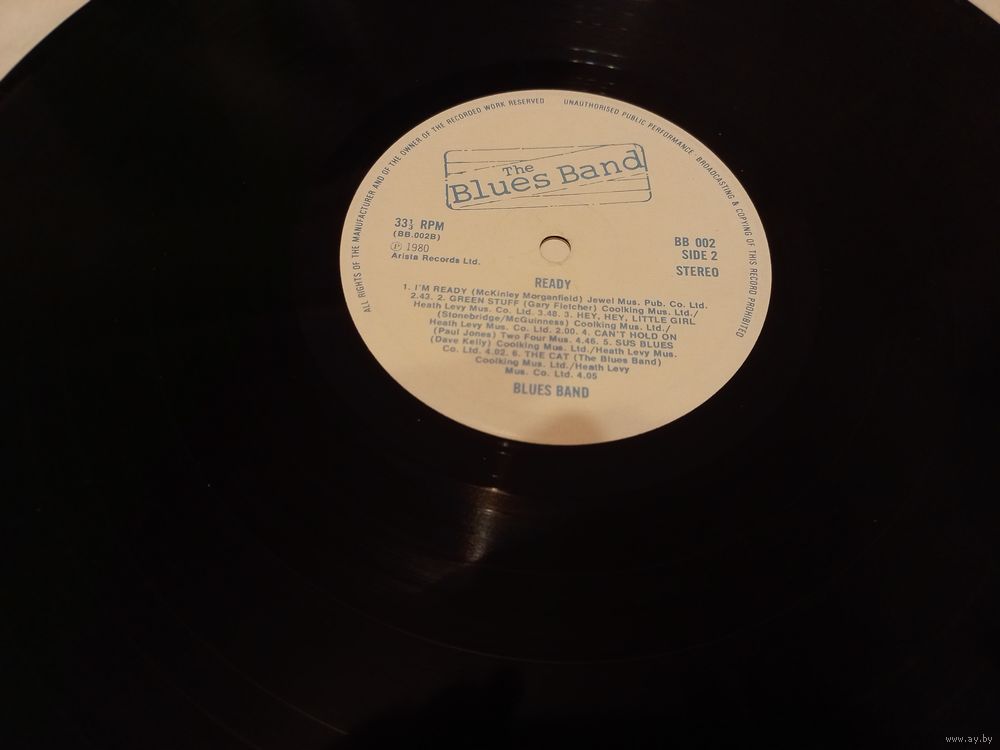 ALL RIGHTS OF THE MANUFACTURER AND OF THE OWNER OF THE RECORDED WORK RESERVED UNAUTHORISED PUBLIC PERFORMANCE · BROADCASTING & COPYING OF THIS RECORD PROHIBITED
The
Blues Band
33⅓ RPM
(BB.002B)
Ⓟ 1980
Arista Records Ltd.
BB 002
SIDE 2
STEREO
READY
1. I'M READY (McKinley Morganfield) Jewel Mus. Pub. Co. Ltd.
2.43. 2. GREEN STUFF (Gary Fletcher) Coolking Mus. Ltd./
Heath Levy Mus. Co. Ltd. 3.48. 3. HEY, HEY, LITTLE GIRL
(Stonebridge/McGuinness) Coolking Mus. Ltd./
Heath Levy Mus. Co. Ltd. 2.00. 4. CAN'T HOLD ON
(Paul Jones) Two Four Mus. 4.46. 5. SUS BLUES
(Dave Kelly) Coolking Mus. Ltd./Heath Levy Mus.
Co. Ltd. 4.02. 6. THE CAT (The Blues Band)
Coolking Mus. Ltd./Heath Levy
Mus. Co. Ltd. 4.05
BLUES BAND
www.ay.by